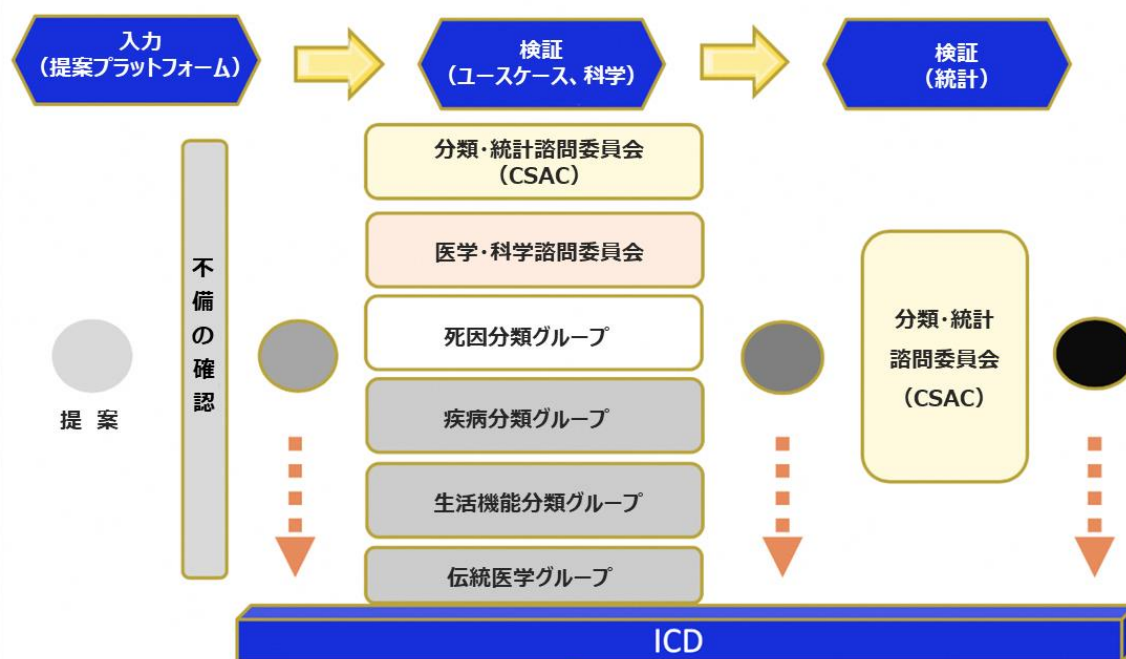 入力
（提案プラットフォーム）
検証
（ユースケース、科学）
検証
（統計）
不備の確認
提 案
分類・統計諮問委員会
（CSAC）
医学・科学諮問委員会
死因分類グループ
疾病分類グループ
生活機能分類グループ
伝統医学グループ
分類・統計
諮問委員会
（CSAC）
ICD